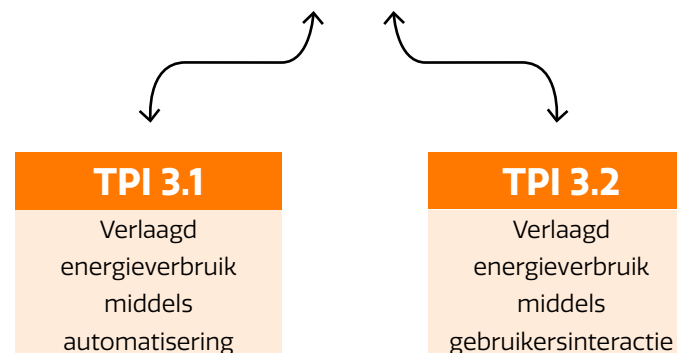 TPI 3.1
Verlaagd
energieverbruik
middels
automatisering
TPI 3.2
Verlaagd
energieverbruik
middels
gebruikersinteractie